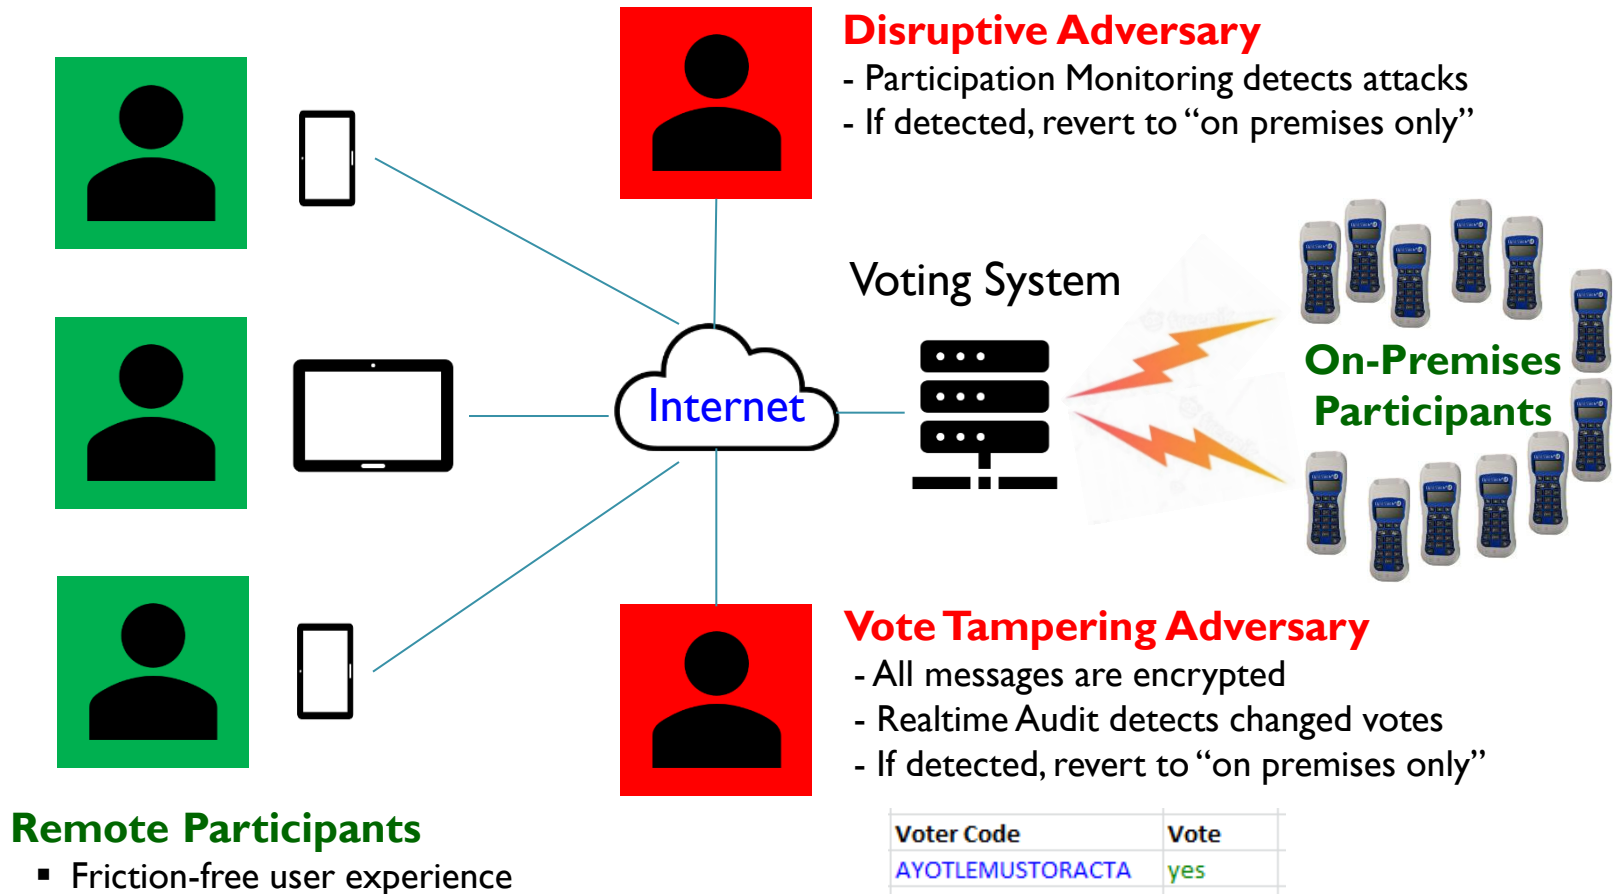 Disruptive Adversary
- Participation Monitoring detects attacks
- If detected, revert to “on premises only”
Voting System
Internet
On-Premises
Participants
Vote Tampering Adversary
- All messages are encrypted
- Realtime Audit detects changed votes
- If detected, revert to “on premises only”
Remote Participants
▪ Friction-free user experience
Voter Code Vote
AYOTLEMUSTORACTA yes